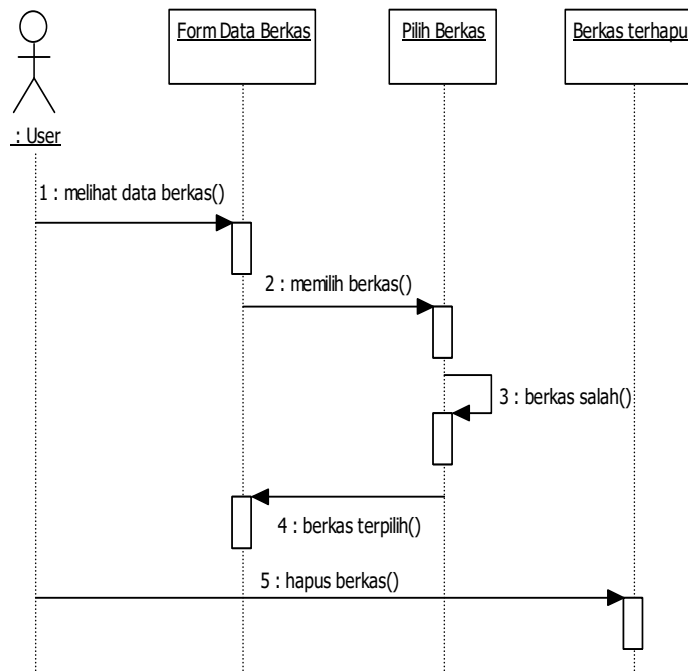 Form Data Berkas
Pilih Berkas
Berkas terhapu
: User
1 : melihat data berkas()
2 : memilih berkas()
3 : berkas salah()
4 : berkas terpilih()
5 : hapus berkas()